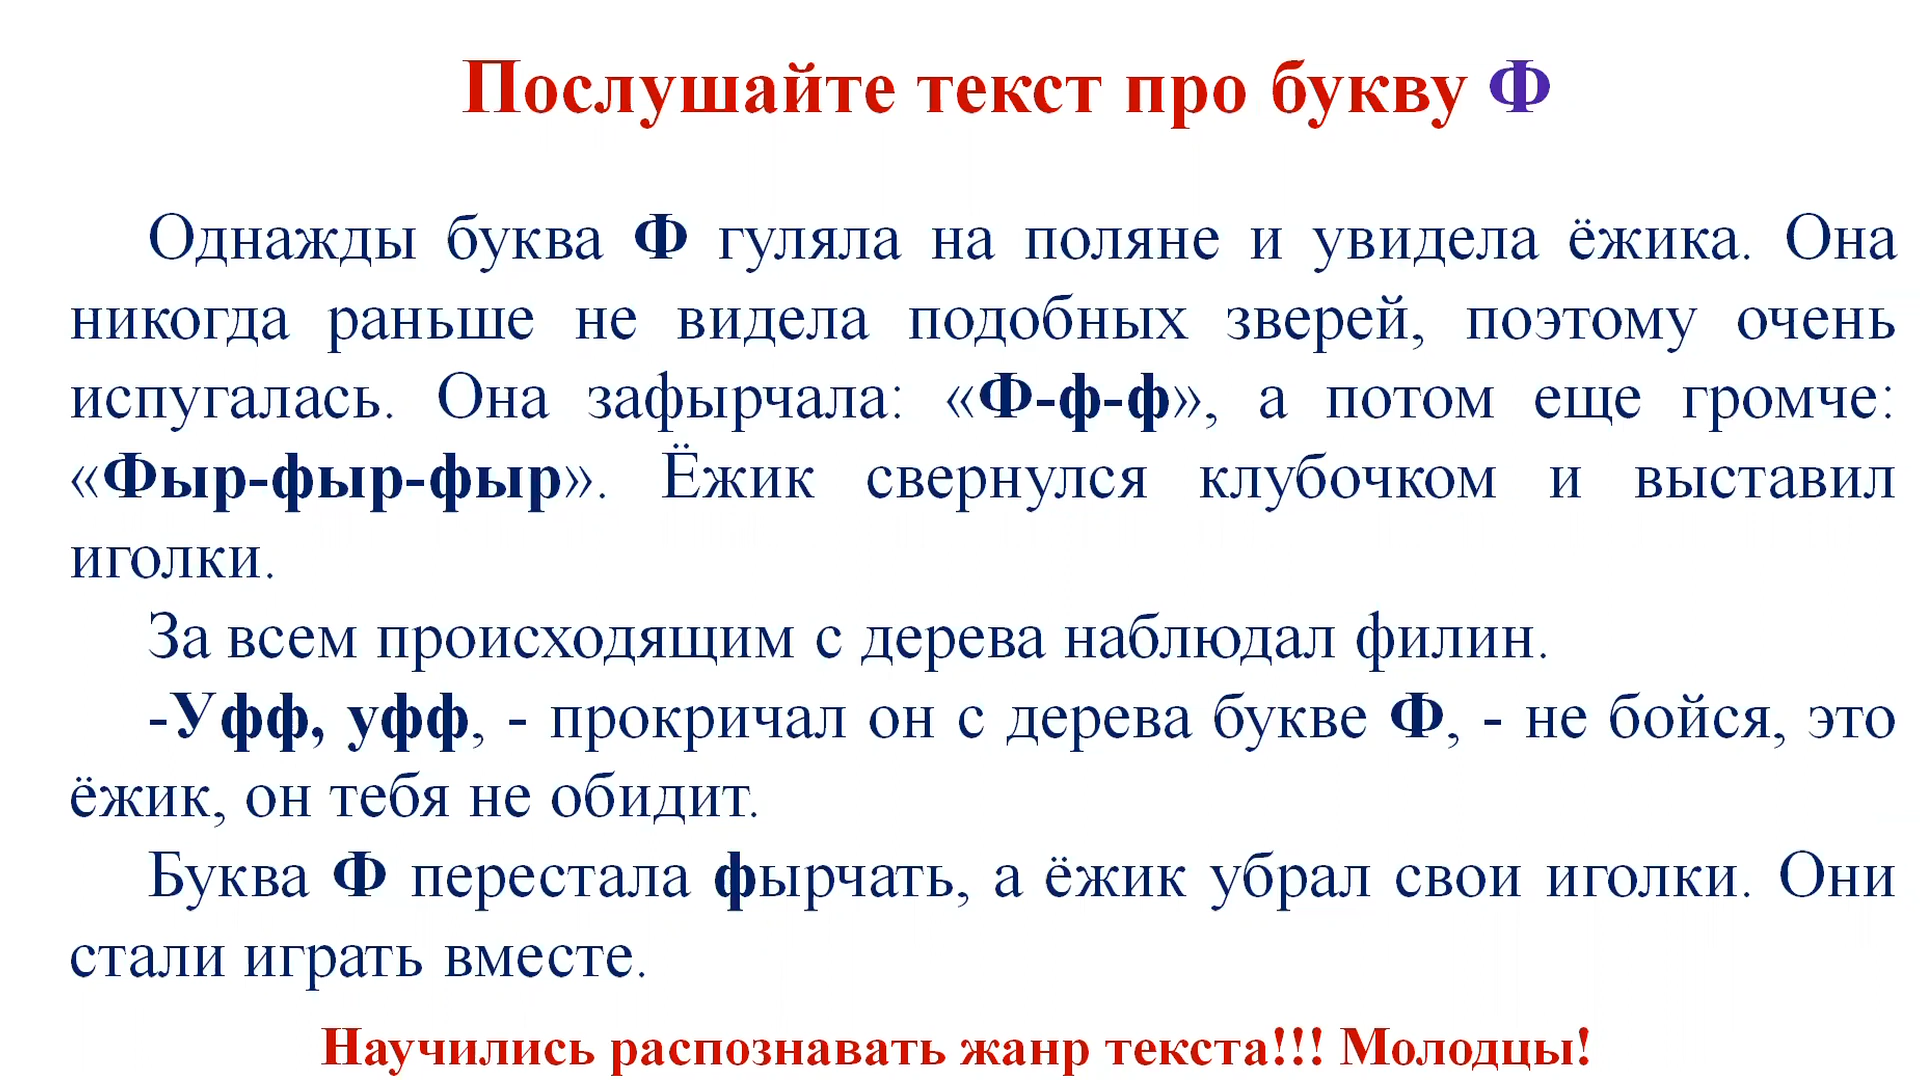 Послушайте текст про букву Ф
Однажды буква Ф гуляла на поляне и увидела ёжика. Она
никогда раньше не видела подобных зверей, поэтому очень
испугалась. Она зафырчала: «Ф-ф-ф», а потом еще громче:
«Фыр-фыр-фыр». Ёжик свернулся клубочком и выставил
иголки.
За всем происходящим с дерева наблюдал филин.
-Уфф, уфф, - прокричал он с дерева букве Ф, - не бойся, это
ёжик, он тебя не обидит.
Буква Ф перестала фырчать, а ёжик убрал свои иголки. Они
стали играть вместе.
Научились распознавать жанр текста!!! Молодцы!